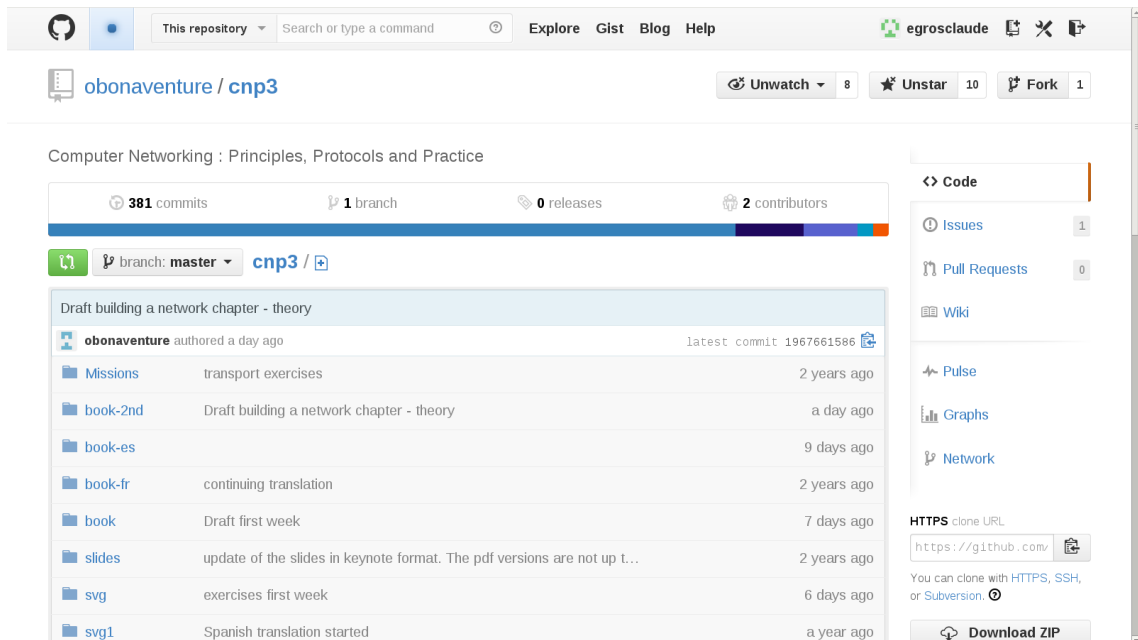 This repository Search or type a command Explore Gist Blog Help egrosclaude
obonaventure / cnp3 Unwatch 8 Unstar 10 Fork 1
Computer Networking : Principles, Protocols and Practice
381 commits 1 branch 0 releases 2 contributors
branch: master cnp3 /
Draft building a network chapter - theory
obonaventure authored a day ago latest commit 1967661586
Missions transport exercises 2 years ago
book-2nd Draft building a network chapter - theory a day ago
book-es 9 days ago
book-fr continuing translation 2 years ago
book Draft first week 7 days ago
slides update of the slides in keynote format. The pdf versions are not up t… 2 years ago
svg exercises first week 6 days ago
svg1 Spanish translation started a year ago
Code
Issues 1
Pull Requests 0
Wiki
Pulse
Graphs
Network
HTTPS clone URL
https://github.com/
You can clone with HTTPS, SSH,
or Subversion.
Download ZIP